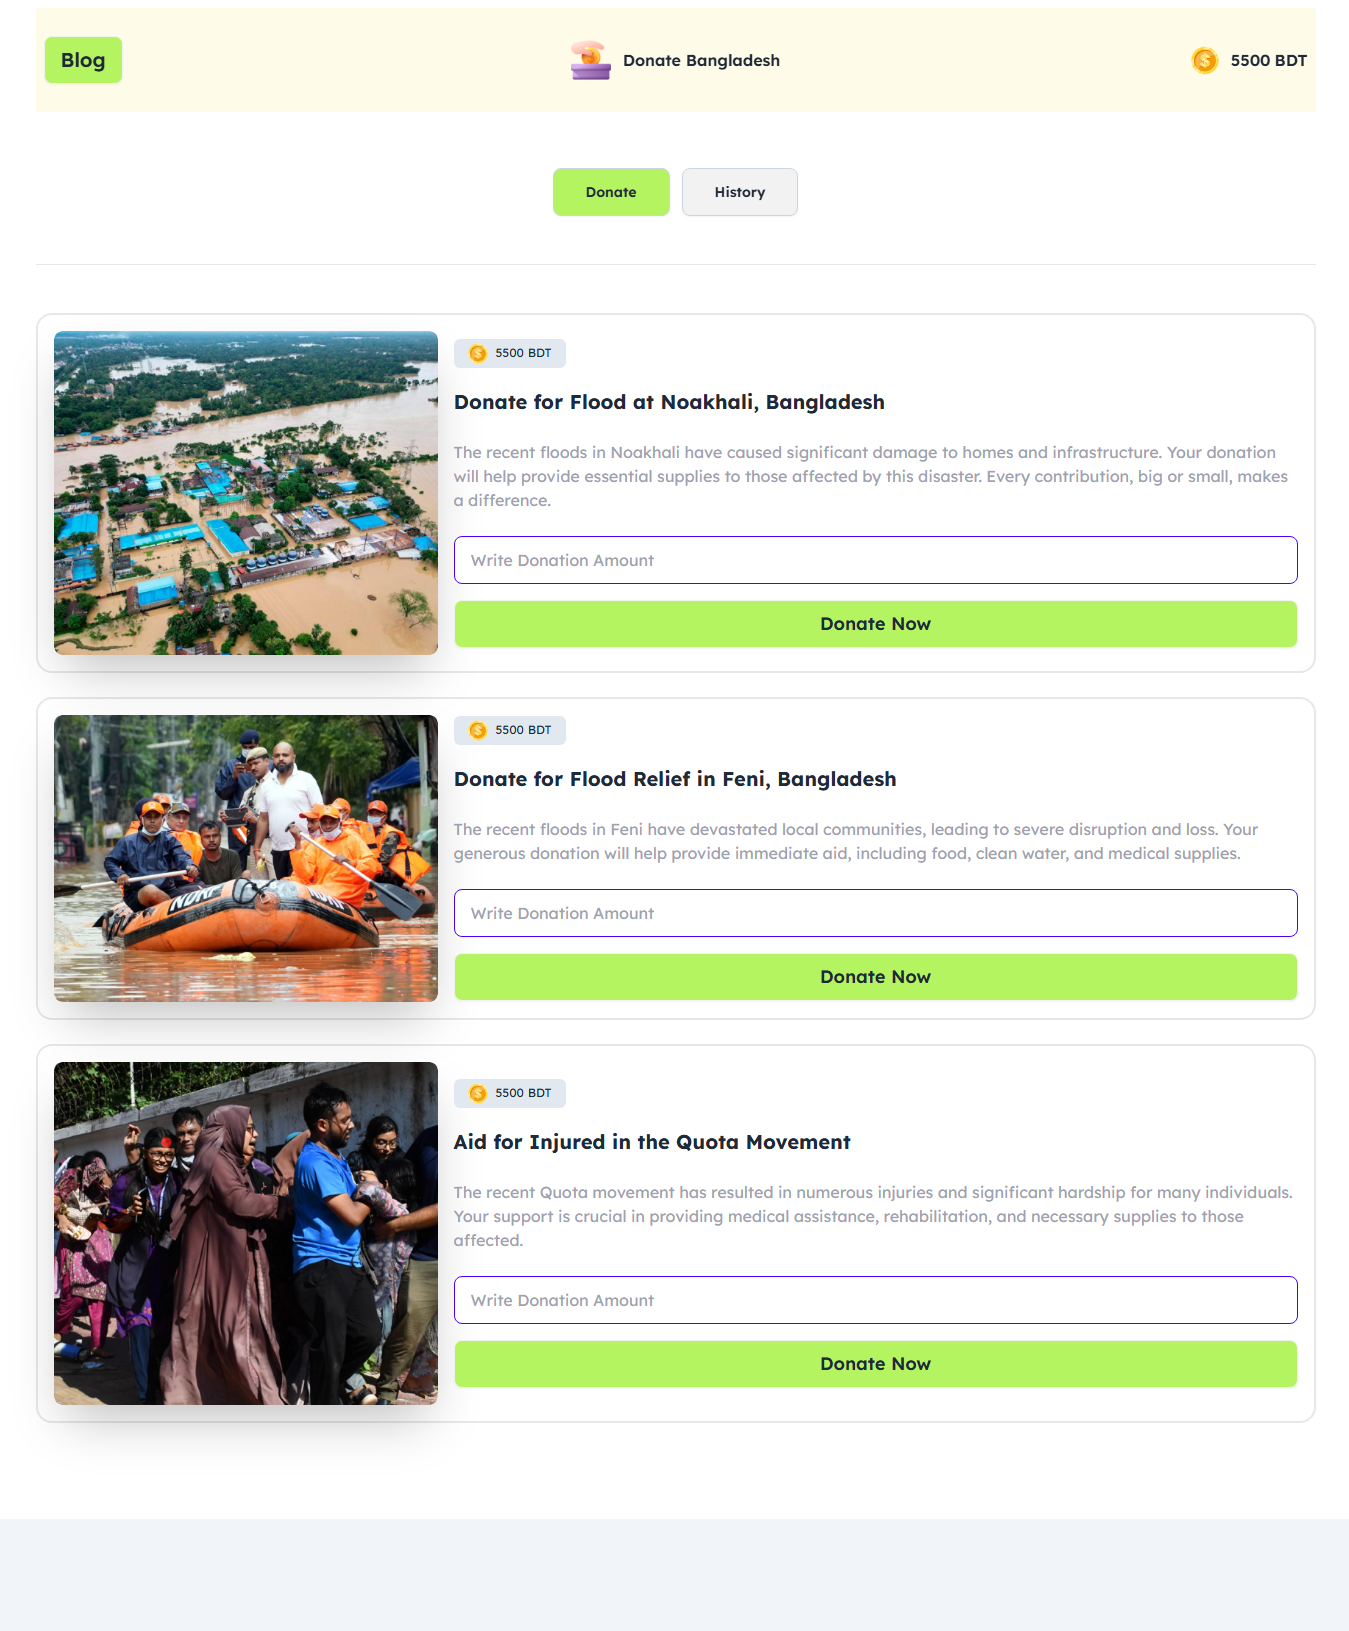 Blog
Donate Bangladesh
5500 BDT
Donate
History
5500 BDT
Donate for Flood at Noakhali, Bangladesh
The recent floods in Noakhali have caused significant damage to homes and infrastructure. Your donation
will help provide essential supplies to those affected by this disaster. Every contribution, big or small, makes
a difference.
Write Donation Amount
Donate Now
5500 BDT
Donate for Flood Relief in Feni, Bangladesh
The recent floods in Feni have devastated local communities, leading to severe disruption and loss. Your
generous donation will help provide immediate aid, including food, clean water, and medical supplies.
Write Donation Amount
Donate Now
NDRF
5500 BDT
Aid for Injured in the Quota Movement
The recent Quota movement has resulted in numerous injuries and significant hardship for many individuals.
Your support is crucial in providing medical assistance, rehabilitation, and necessary supplies to those
affected.
Write Donation Amount
Donate Now